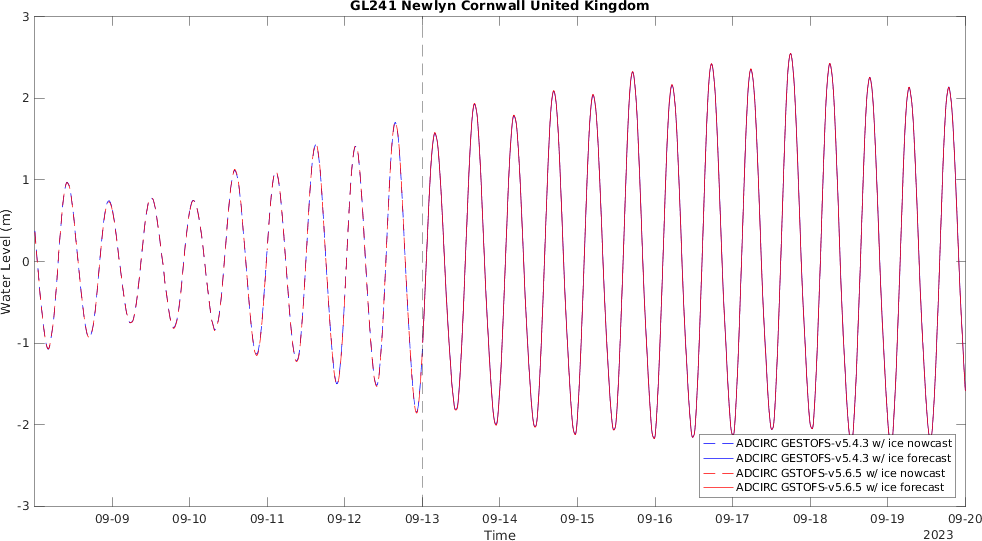 GL241 Newlyn Cornwall United Kingdom
3
2
1
0
-1
-2
-3
Water Level (m)
ADCIRC GESTOFS-v5.4.3 w/ ice nowcast
ADCIRC GESTOFS-v5.4.3 w/ ice forecast
ADCIRC GSTOFS-v5.6.5 w/ ice nowcast
ADCIRC GSTOFS-v5.6.5 w/ ice forecast
09-09 09-10 09-11 09-12 09-13 09-14 09-15 09-16 09-17 09-18 09-19 09-20
Time
2023